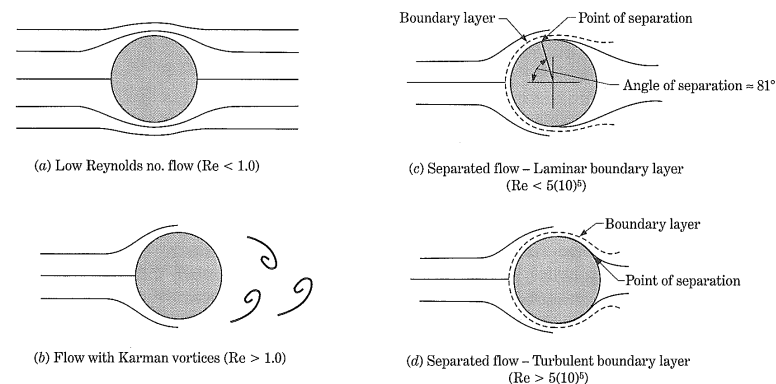 (a) Low Reynolds no. flow (Re < 1.0)
(b) Flow with Karman vortices (Re > 1.0)
Boundary layer
Point of separation
Angle of separation ≈ 81°
(c) Separated flow – Laminar boundary layer
(Re < 5(10)⁵)
Boundary layer
Point of separation
(d) Separated flow – Turbulent boundary layer
(Re > 5(10)⁵)